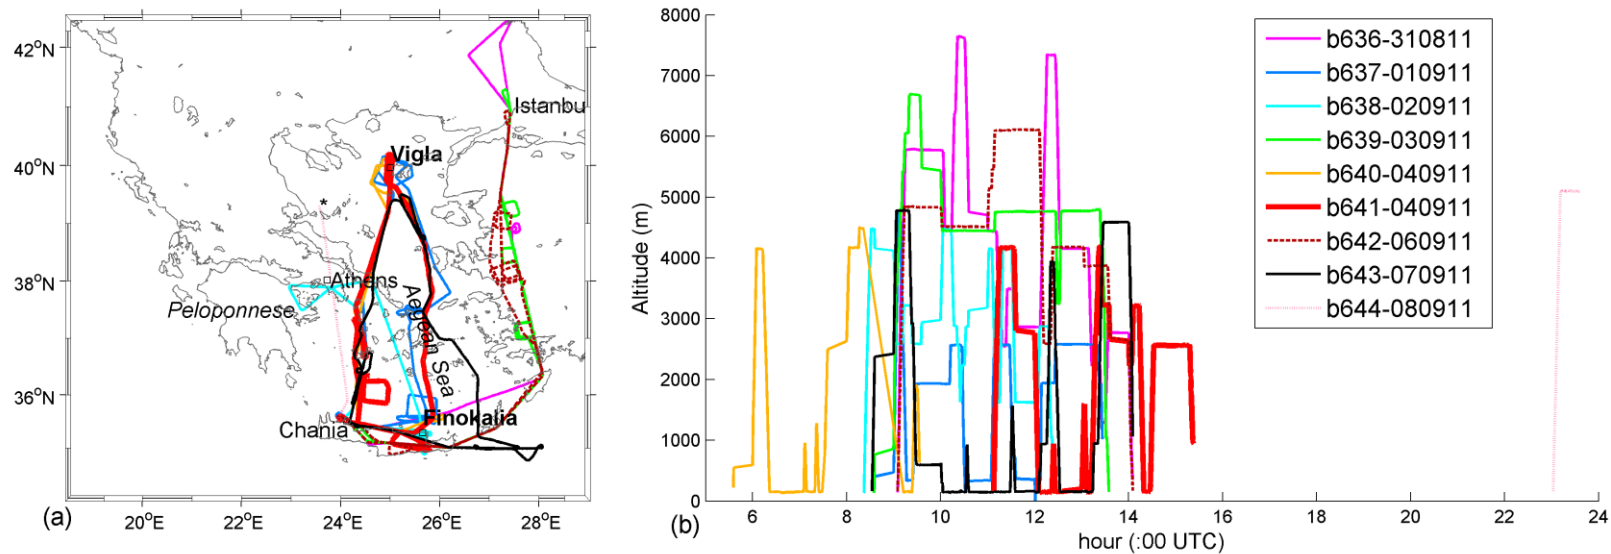 42°N
40°N
38°N
36°N
20°E
22°E
24°E
26°E
28°E
Istanbu
Vigla
*
Athens
Peloponnese
Aegean Sea
Finokalia
Chania
(a)
8000
7000
6000
5000
4000
3000
2000
1000
0
Altitude (m)
6
8
10
12
14
16
18
20
22
24
hour (:00 UTC)
(b)
b636-310811
b637-010911
b638-020911
b639-030911
b640-040911
b641-040911
b642-060911
b643-070911
b644-080911